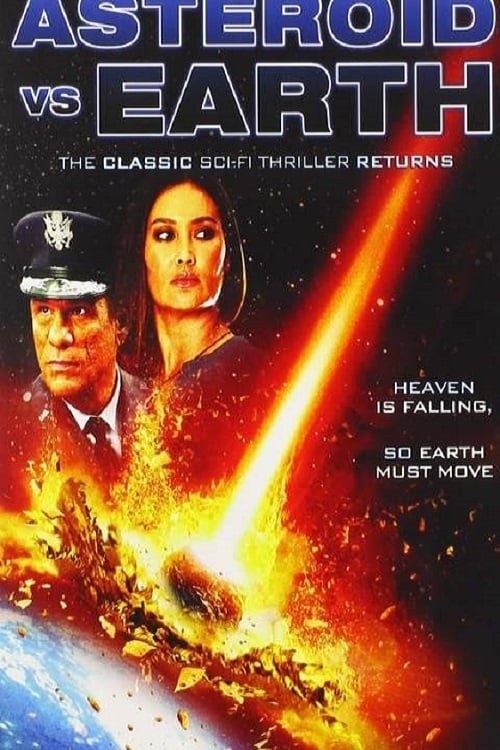 ASTEROID
VS EARTH
THE CLASSIC SCI-FI THRILLER RETURNS
HEAVEN
IS FALLING,
SO EARTH
MUST MOVE